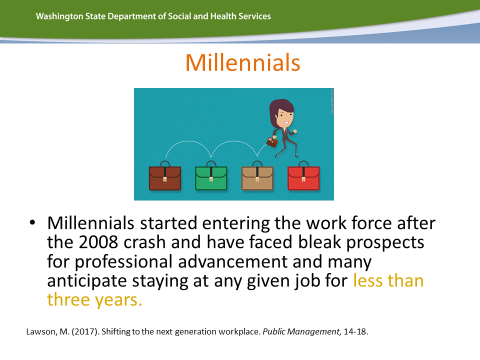 Washington State Department of Social and Health Services
Millennials
• Millennials started entering the work force after
the 2008 crash and have faced bleak prospects
for professional advancement and many
anticipate staying at any given job for less than
three years.
Lawson, M. (2017). Shifting to the next generation workplace. Public Management, 14-18.